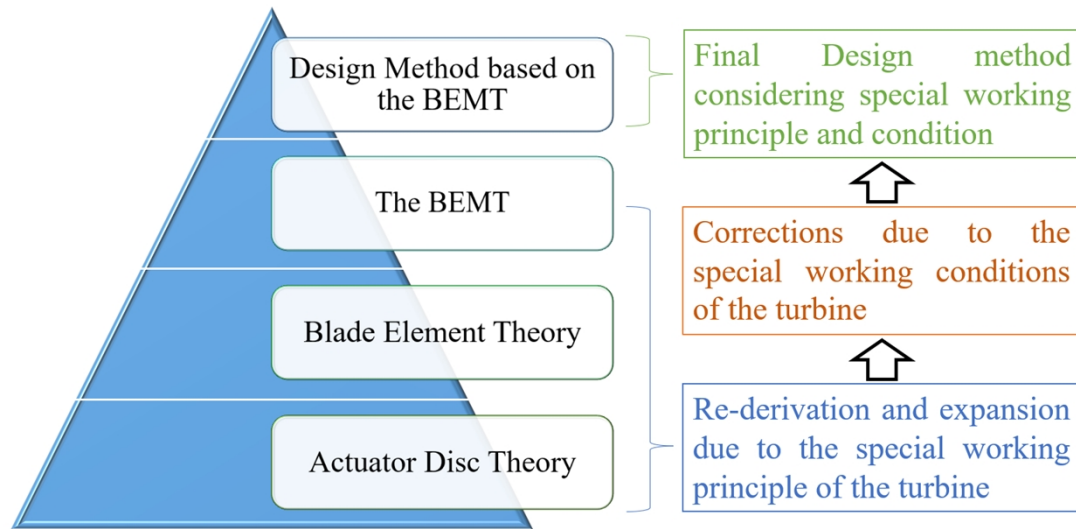 Design Method based on
the BEMT
The BEMT
Blade Element Theory
Actuator Disc Theory
Final Design method
considering special working
principle and condition
Corrections due to the
special working conditions
of the turbine
Re-derivation and expansion
due to the special working
principle of the turbine